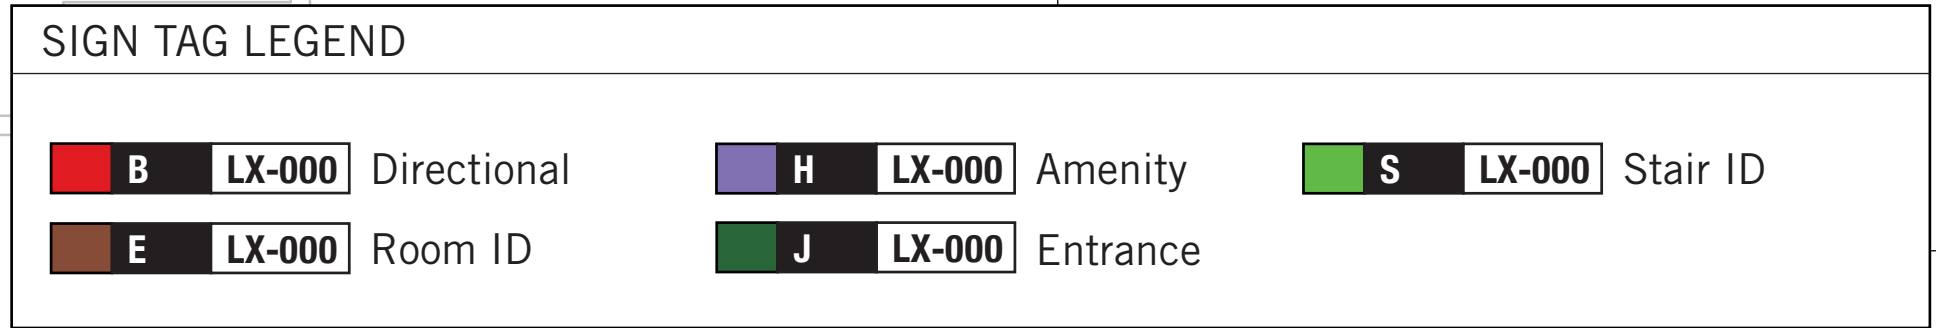 SIGN TAG LEGEND
B LX-000 Directional
H LX-000 Amenity
S LX-000 Stair ID
E LX-000 Room ID
J LX-000 Entrance